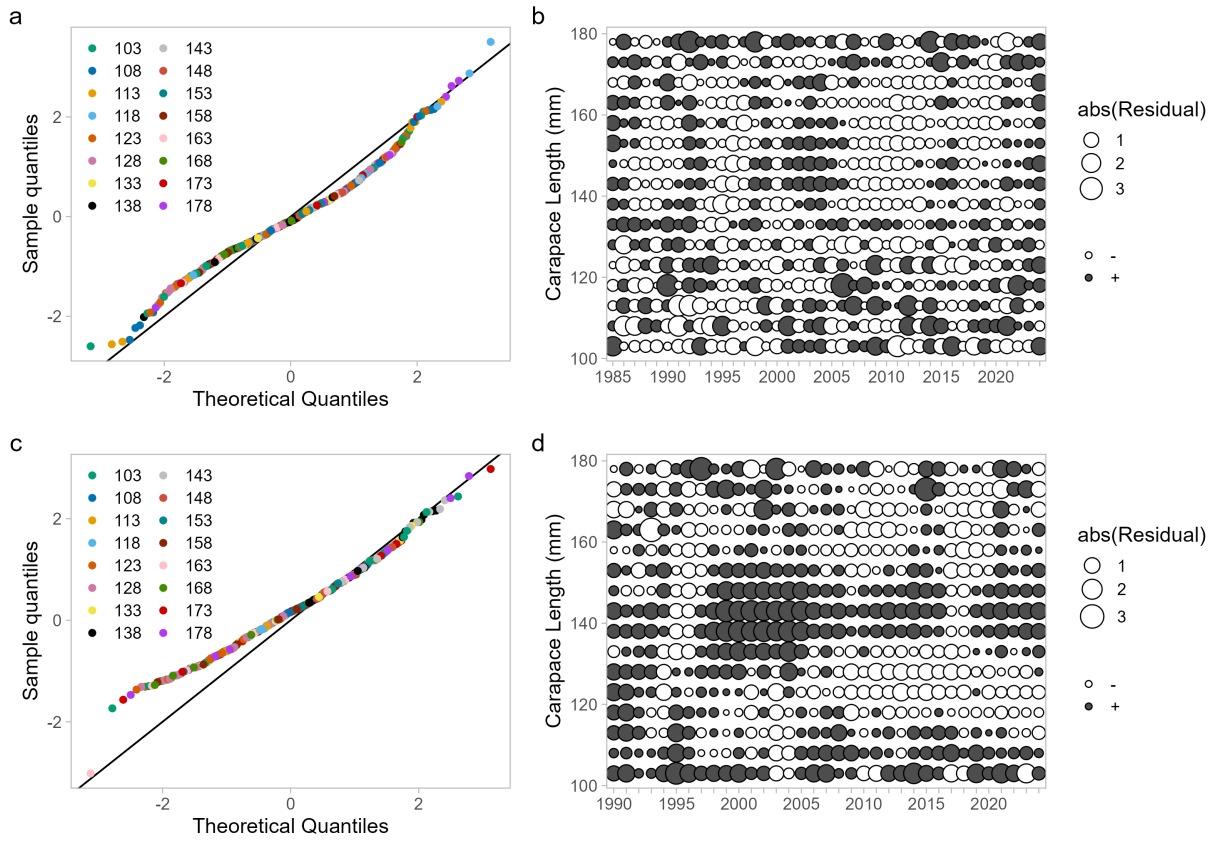 a
Sample quantiles
2
0
-2
103 143
108 148
113 153
118 158
123 163
128 168
133 173
138 178
-2 0 2
Theoretical Quantiles
b
Carapace Length (mm)
180
160
140
120
100
1985 1990 1995 2000 2005 2010 2015 2020
abs(Residual)
1
2
3
-
+
c
Sample quantiles
2
0
-2
103 143
108 148
113 153
118 158
123 163
128 168
133 173
138 178
-2 0 2
Theoretical Quantiles
d
Carapace Length (mm)
180
160
140
120
100
1990 1995 2000 2005 2010 2015 2020
abs(Residual)
1
2
3
-
+